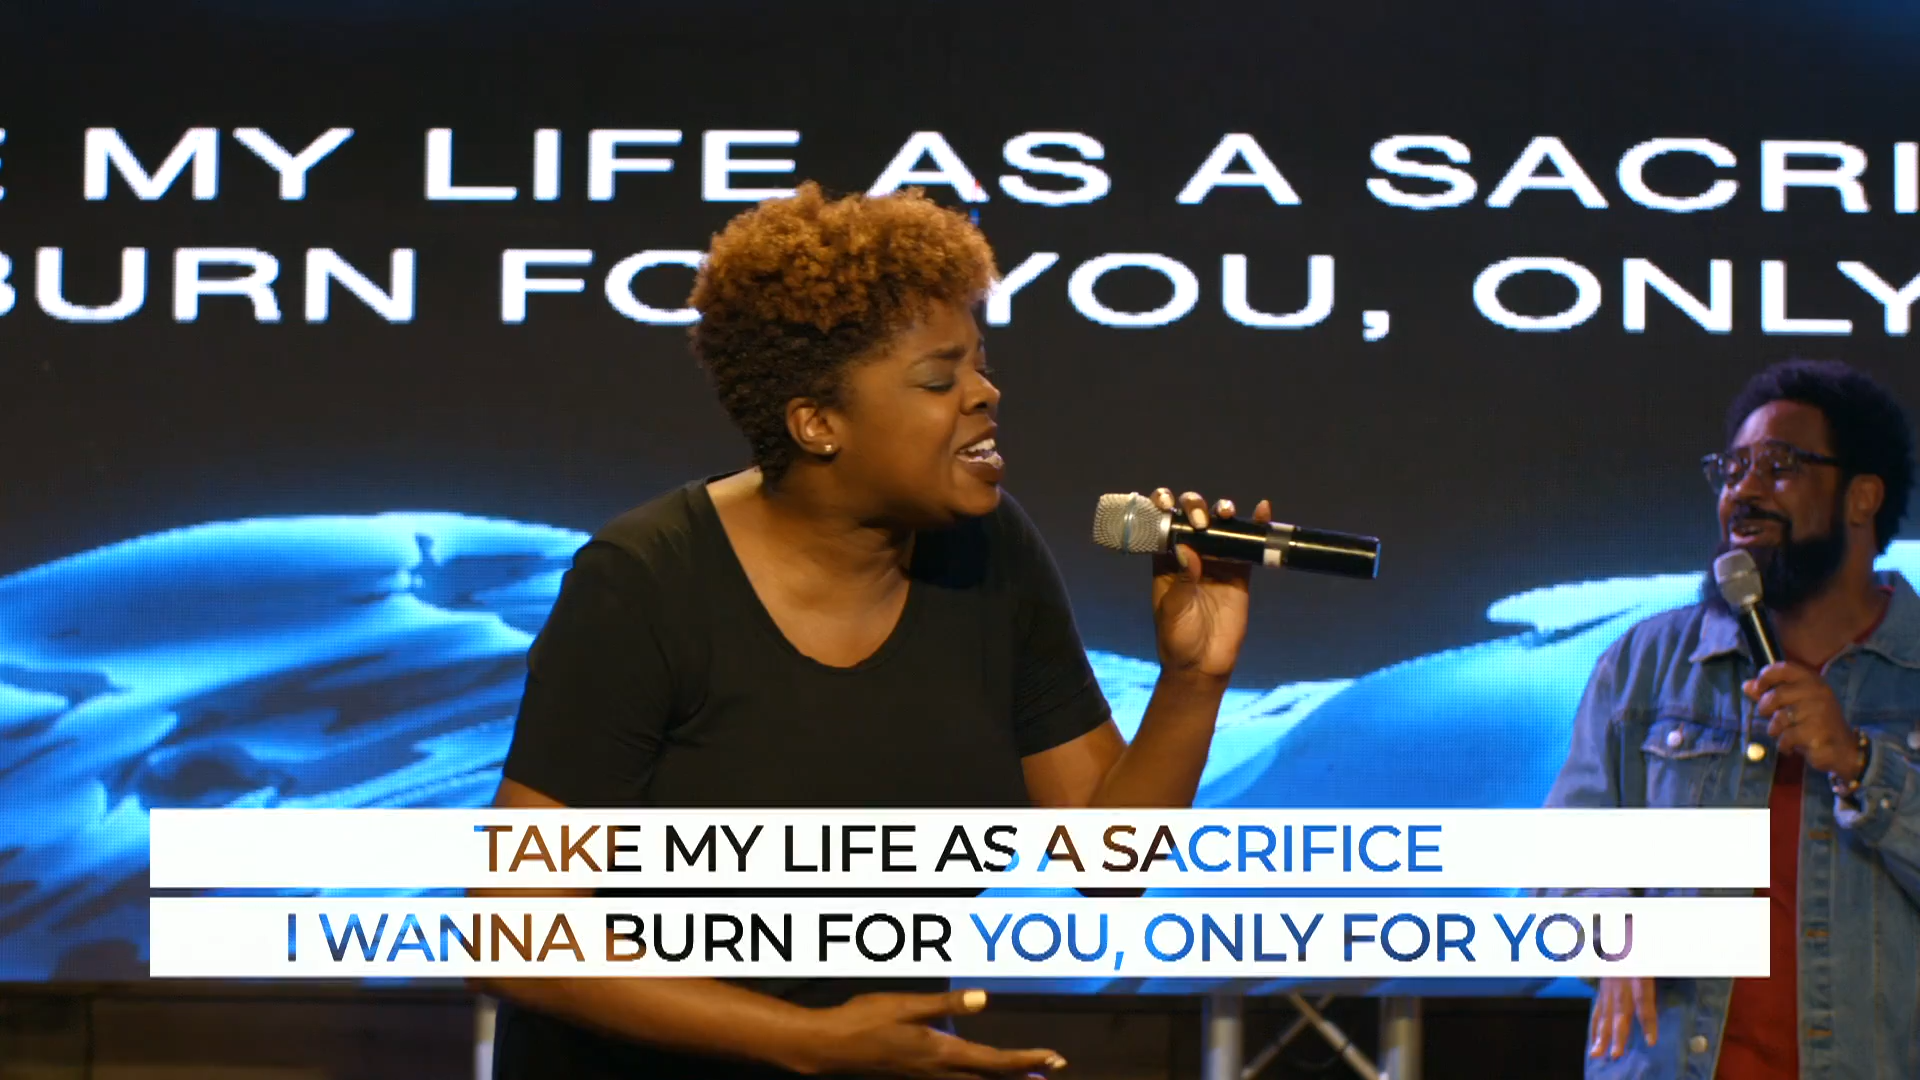 MY LIFE AS A SACRI
BURN FO YOU, ONLY
TAKE MY LIFE AS A SACRIFICE
I WANNA BURN FOR YOU, ONLY FOR YOU